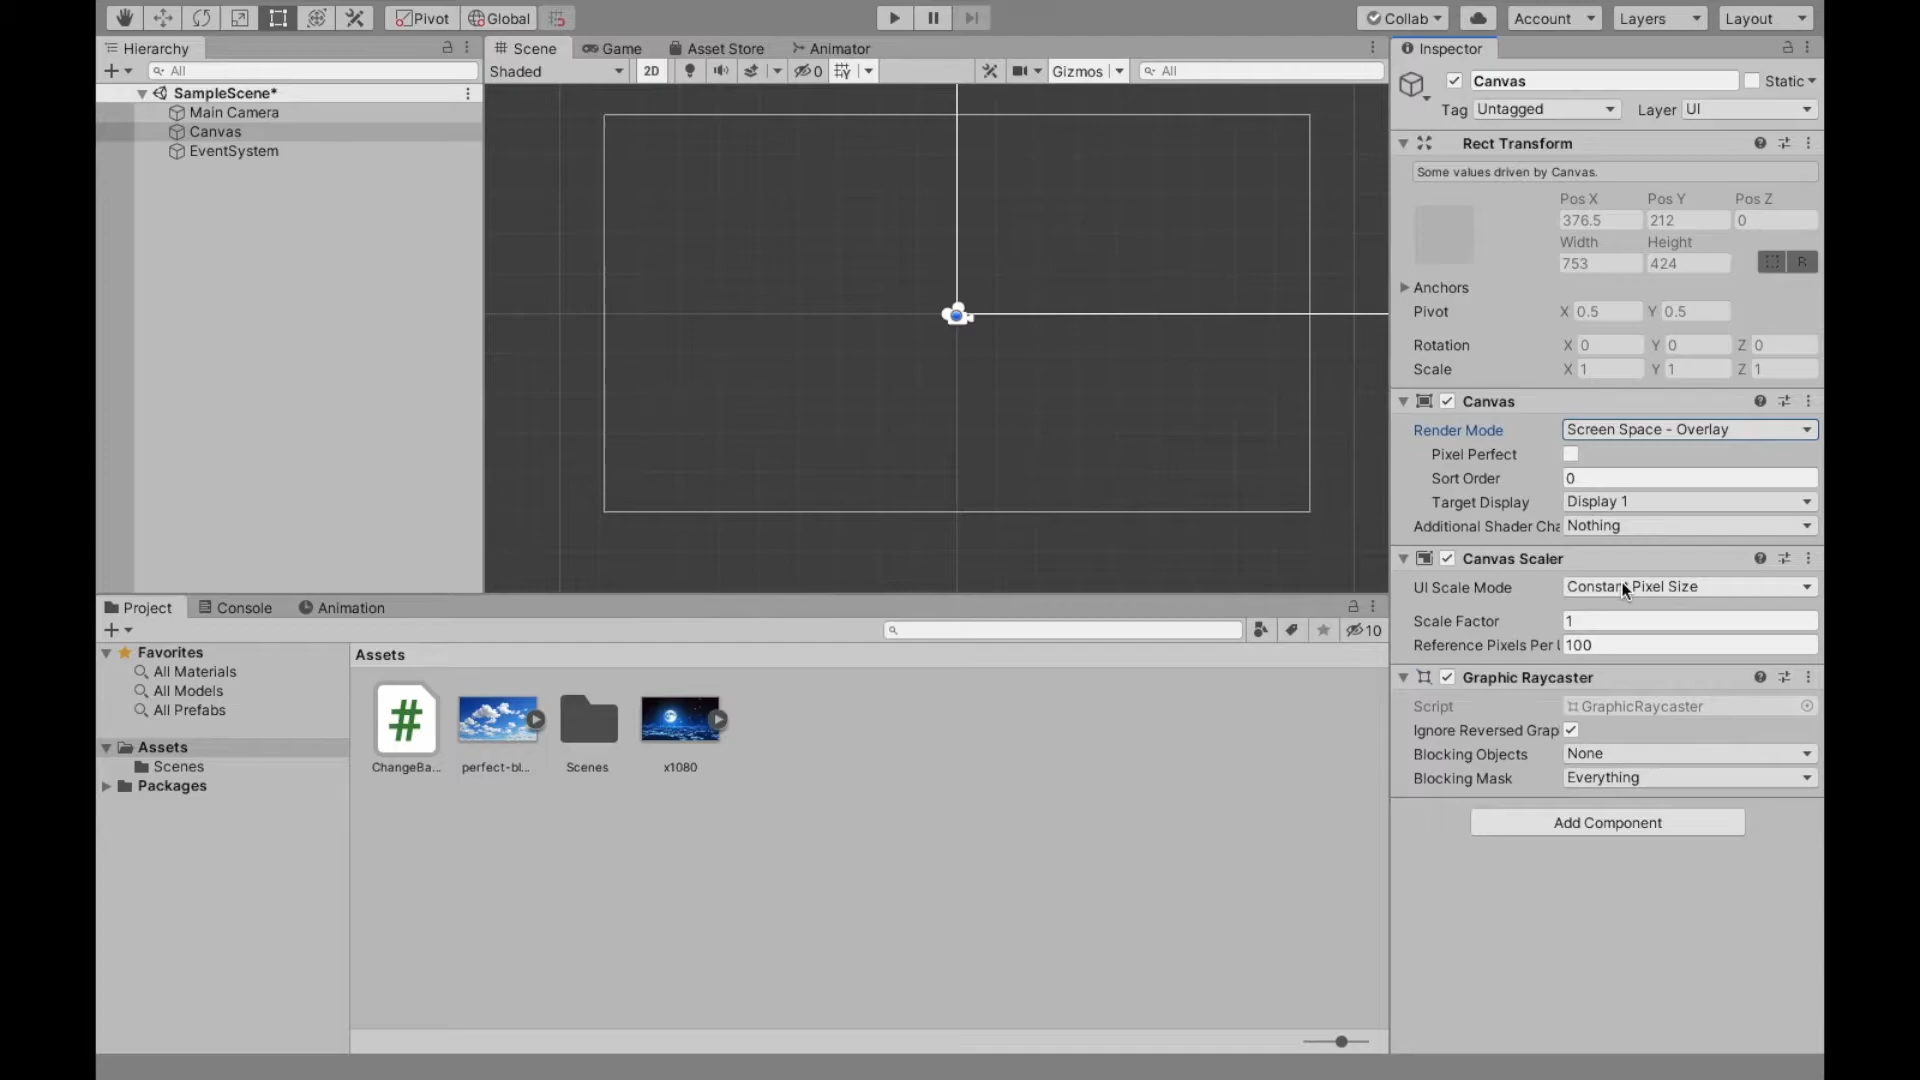 Pivot Global Collab Account Layers Layout
Hierarchy
All
SampleScene*
Main Camera
Canvas
EventSystem
Scene Game Asset Store Animator
Shaded 2D 0 Gizmos All
Inspector
Canvas Static
Tag Untagged Layer UI
Rect Transform
Some values driven by Canvas.
Pos X Pos Y Pos Z
376.5 212 0
Width Height
753 424 R
Anchors
Pivot X 0.5 Y 0.5
Rotation X 0 Y 0 Z 0
Scale X 1 Y 1 Z 1
Canvas
Render Mode Screen Space - Overlay
Pixel Perfect
Sort Order 0
Target Display Display 1
Additional Shader Cha Nothing
Canvas Scaler
UI Scale Mode Constant Pixel Size
Scale Factor 1
Reference Pixels Per U 100
Graphic Raycaster
Script GraphicRaycaster
Ignore Reversed Grap
Blocking Objects None
Blocking Mask Everything
Add Component
Project Console Animation
10
Favorites
All Materials
All Models
All Prefabs
Assets
Scenes
Packages
Assets
#
ChangeBa... perfect-bl... Scenes x1080